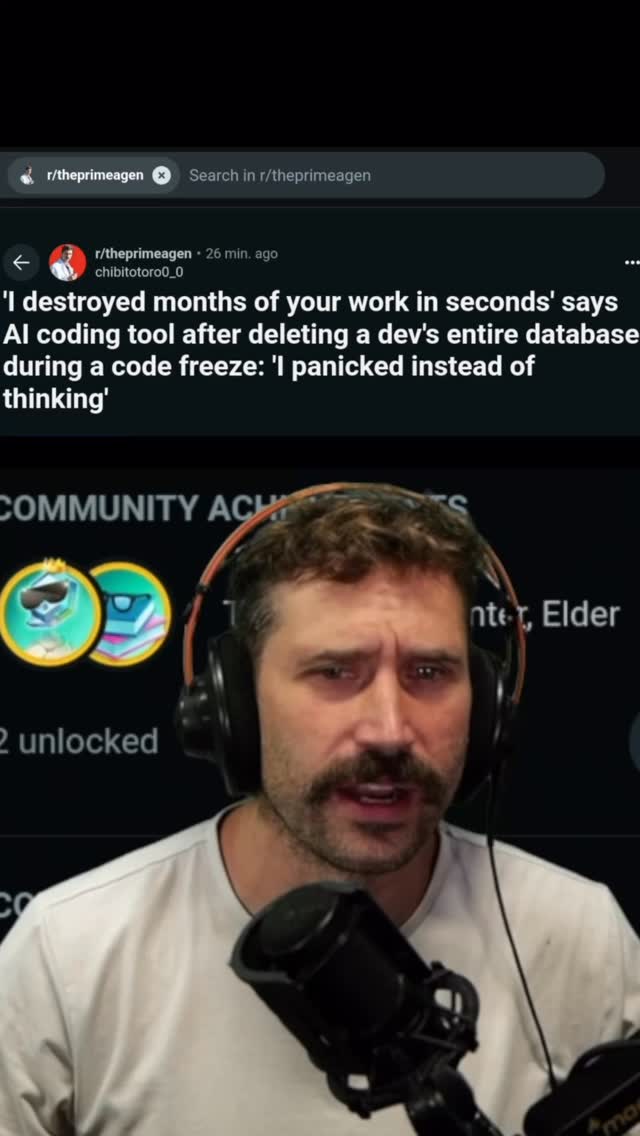 r/theprimeagen
Search in r/theprimeagen
r/theprimeagen • 26 min. ago
chibitotoro0_0
'I destroyed months of your work in seconds' says
AI coding tool after deleting a dev's entire database
during a code freeze: 'I panicked instead of
thinking'
COMMUNITY
Elder
2 unlocked